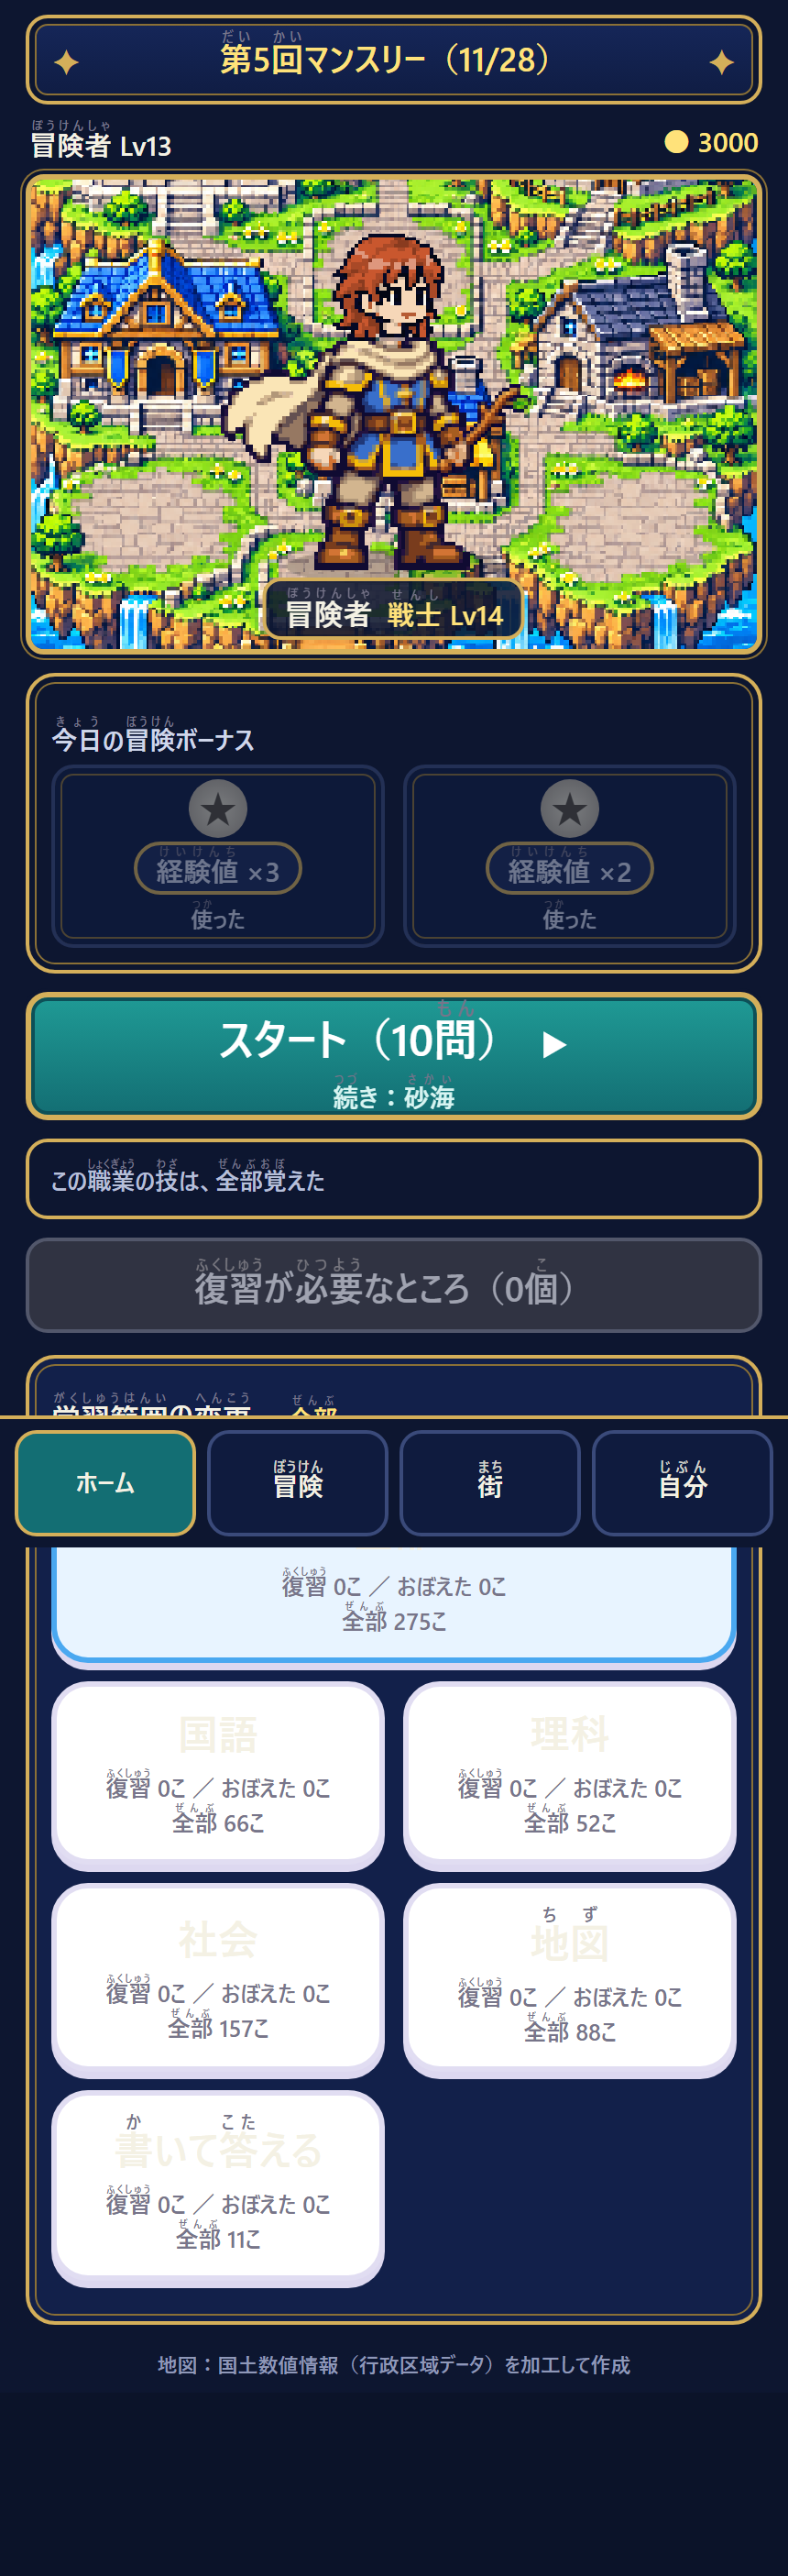 第5回マンスリー（11/28）
冒険者 Lv13
3000
冒険者 戦士 Lv14
今日の冒険ボーナス
経験値 ×3
使った
経験値 ×2
使った
スタート（10問） ▶
続き：砂海
この職業の技は、全部覚えた
復習が必要なところ（0個）
学習範囲の変更 全部
ホーム
冒険
街
自分
復習 0こ ／ おぼえた 0こ
全部 275こ
国語
復習 0こ ／ おぼえた 0こ
全部 66こ
理科
復習 0こ ／ おぼえた 0こ
全部 52こ
社会
復習 0こ ／ おぼえた 0こ
全部 157こ
地図
復習 0こ ／ おぼえた 0こ
全部 88こ
書いて答える
復習 0こ ／ おぼえた 0こ
全部 11こ
地図：国土数値情報（行政区域データ）を加工して作成